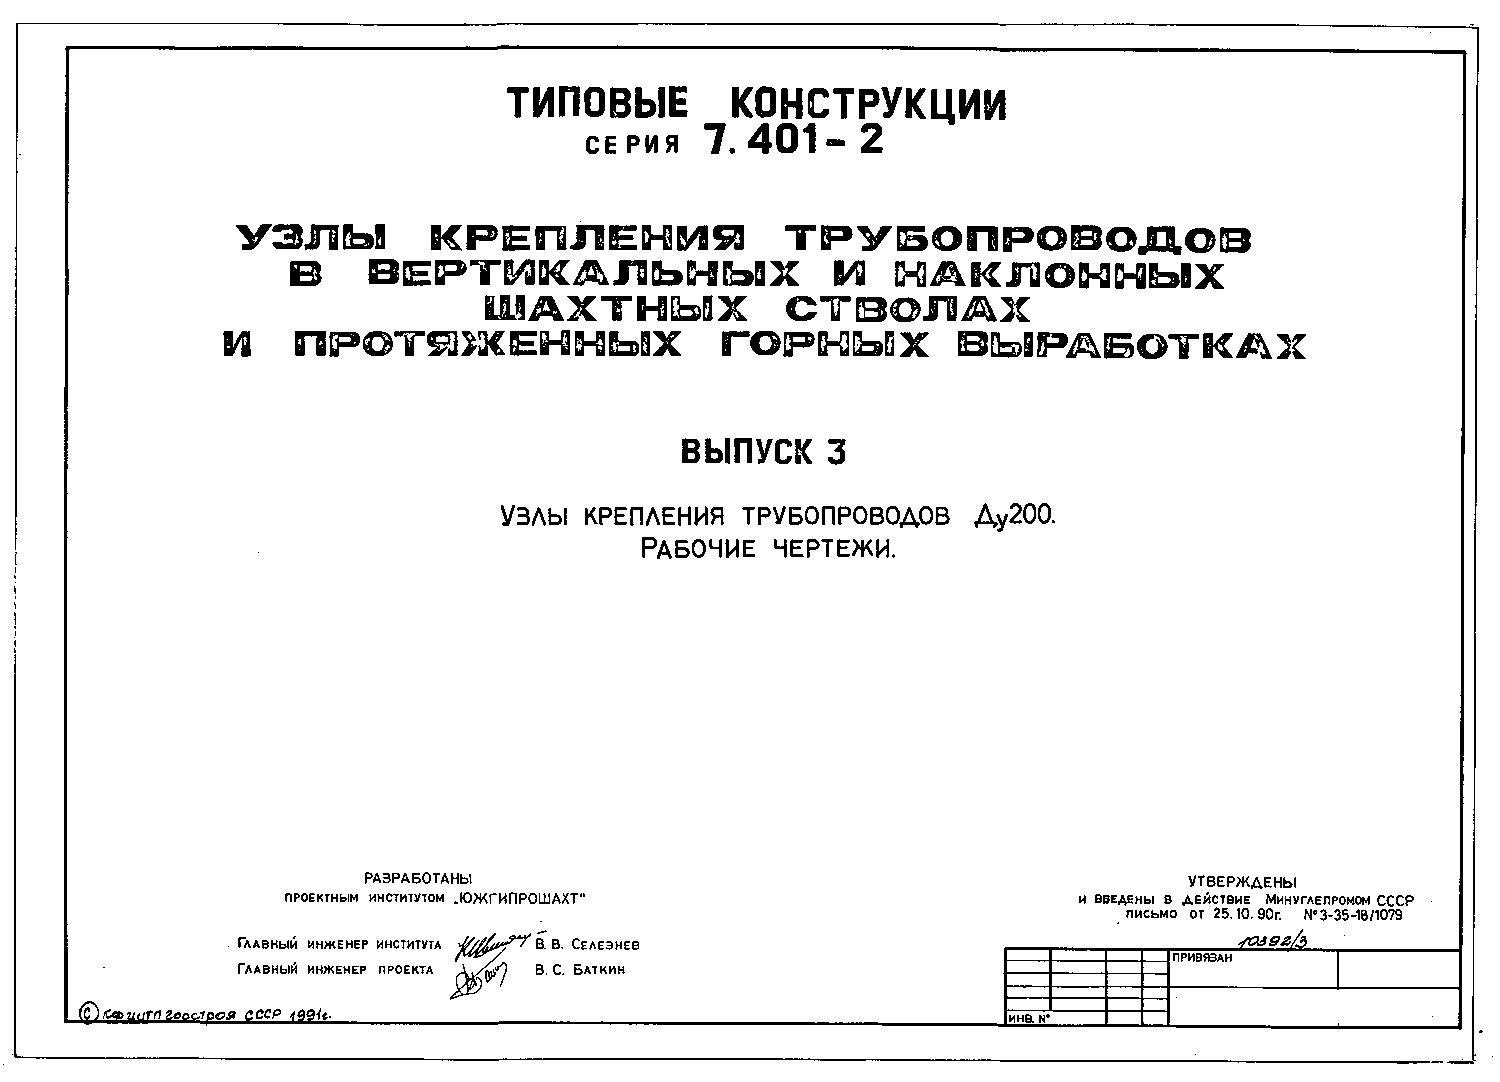 ТИПОВЫЕ КОНСТРУКЦИИ
СЕРИЯ 7.401-2
УЗЛЫ КРЕПЛЕНИЯ ТРУБОПРОВОДОВ
В ВЕРТИКАЛЬНЫХ И НАКЛОННЫХ
ШАХТНЫХ СТВОЛАХ
И ПРОТЯЖЕННЫХ ГОРНЫХ ВЫРАБОТКАХ
ВЫПУСК 3
УЗЛЫ КРЕПЛЕНИЯ ТРУБОПРОВОДОВ Ду200.
РАБОЧИЕ ЧЕРТЕЖИ.
РАЗРАБОТАНЫ
ПРОЕКТНЫМ ИНСТИТУТОМ „ЮЖГИПРОШАХТ"
ГЛАВНЫЙ ИНЖЕНЕР ИНСТИТУТА В. В. СЕЛЕЗНЕВ
ГЛАВНЫЙ ИНЖЕНЕР ПРОЕКТА В. С. БАТКИН
© КФ ЦИТП Госстроя СССР 1991г.
УТВЕРЖДЕНЫ
И ВВЕДЕНЫ В ДЕЙСТВИЕ МИНУГЛЕПРОМОМ СССР
ПИСЬМО ОТ 25.10.90г. №3-35-18/1079
10392/3
ПРИВЯЗАН
ИНВ. №